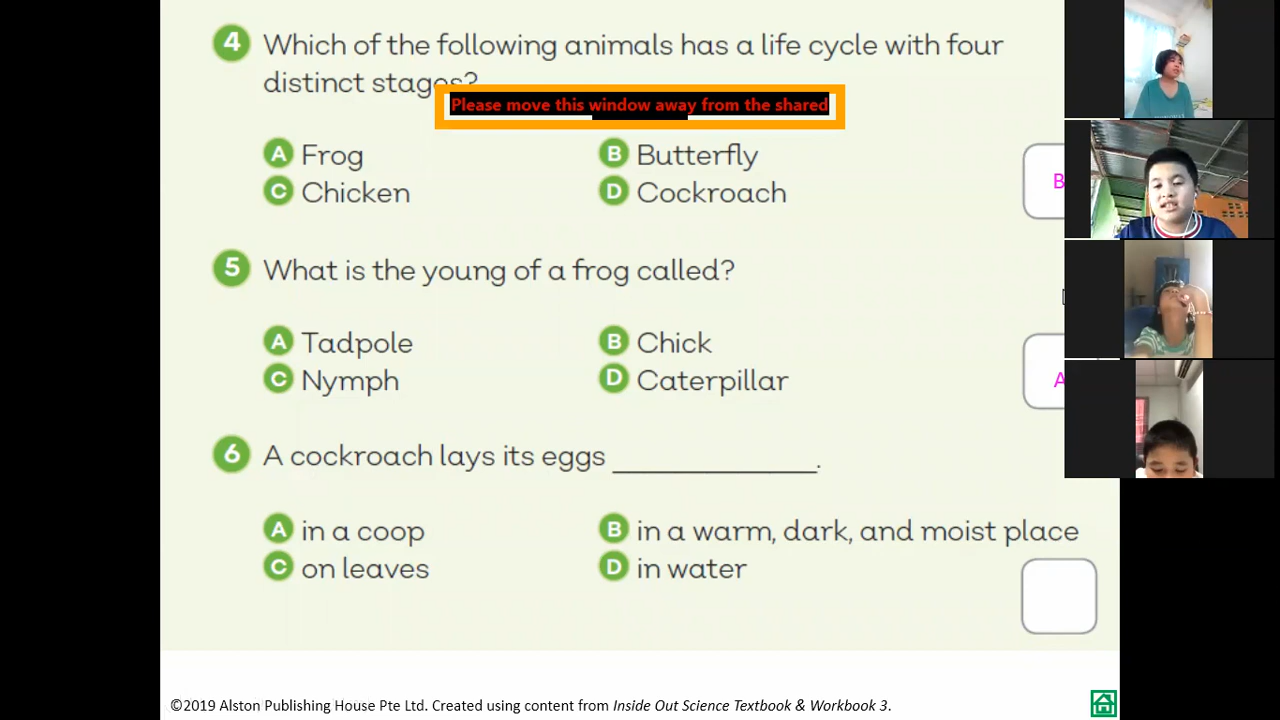 4 Which of the following animals has a life cycle with four
distinct stages?
Please move this window away from the shared
A Frog B Butterfly
C Chicken D Cockroach
B
5 What is the young of a frog called?
A Tadpole B Chick
C Nymph D Caterpillar
A
6 A cockroach lays its eggs ______________.
A in a coop B in a warm, dark, and moist place
C on leaves D in water
©2019 Alston Publishing House Pte Ltd. Created using content from Inside Out Science Textbook & Workbook 3.